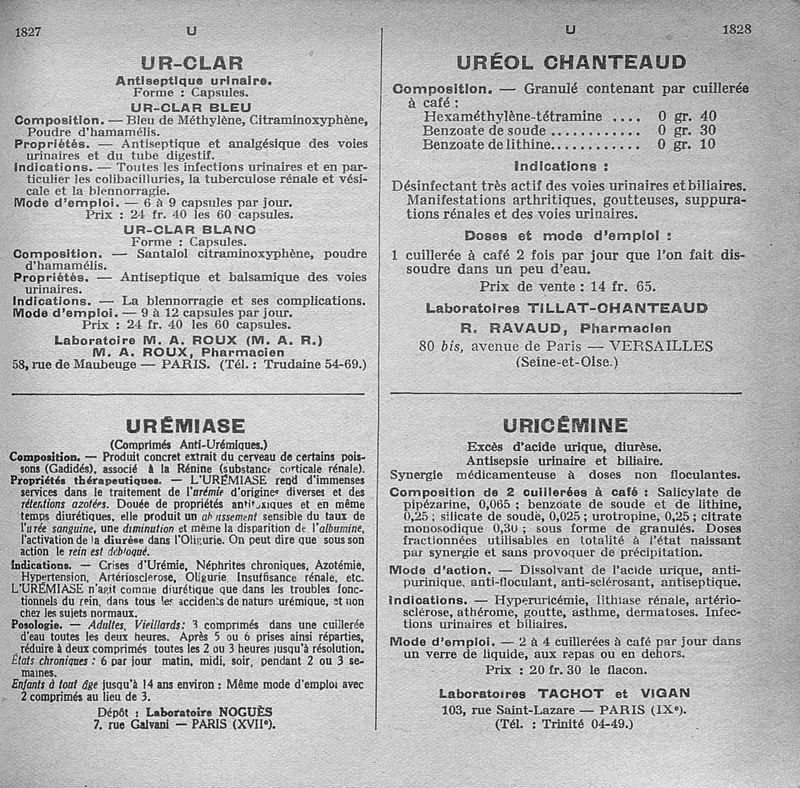 1827
U
UR-CLAR
Antiseptique urinaire.
Forme : Capsules.
UR-CLAR BLEU
Composition. — Bleu de Méthylène, Citraminoxyphène,
Poudre d'hamamélis.
Propriétés. — Antiseptique et analgésique des voies
urinaires et du tube digestif.
Indications. — Toutes les infections urinaires et en par-
ticulier les colibacilluries, la tuberculose rénale et vési-
cale et la blennorragie.
Mode d'emploi. — 6 à 9 capsules par jour.
Prix : 24 fr. 40 les 60 capsules.
UR-CLAR BLANC
Forme : Capsules.
Composition. — Santalol citraminoxyphène, poudre
d'hamamélis.
Propriétés. — Antiseptique et balsamique des voies
urinaires.
Indications. — La blennorragie et ses complications.
Mode d'emploi. — 9 à 12 capsules par jour.
Prix : 24 fr. 40 les 60 capsules.
Laboratoire M. A. ROUX (M. A. R.)
M. A. ROUX, Pharmacien
58, rue de Maubeuge — PARIS. (Tél. : Trudaine 54-69.)
URÊMIASE
(Comprimés Anti-Urémiques.)
Composition. — Produit concret extrait du cerveau de certains pois-
sons (Gadidés), associé à la Rénine (substance corticale rénale).
Propriétés thérapeutiques. — L'URÉMIASE rend d'immenses
services dans le traitement de l'urémie d'origines diverses et des
rétentions azotées. Douée de propriétés antitoxiques et en même
temps diurétiques, elle produit un abaissement sensible du taux de
l'urée sanguine, une diminution et même la disparition de l'albumine,
l'activation de la diurèse dans l'Oligurie. On peut dire que sous son
action le rein est débloqué.
Indications. — Crises d'Urémie, Néphrites chroniques, Azotémie,
Hypertension, Artériosclerose, Oligurie, Insuffisance rénale, etc.
L'URÉMIASE n'agit comme diurétique que dans les troubles fonc-
tionnels du rein, dans tous les accidents de nature urémique, et non
chez les sujets normaux.
Posologie. — Adultes, Vieillards : 3 comprimés dans une cuillerée
d'eau toutes les deux heures. Après 5 ou 6 prises ainsi réparties,
réduire à deux comprimés toutes les 2 ou 3 heures jusqu'à résolution.
États chroniques : 6 par jour matin, midi, soir, pendant 2 ou 3 se-
maines.
Enfants à tout âge jusqu'à 14 ans environ : Même mode d'emploi avec
2 comprimés au lieu de 3.
Dépôt : Laboratoire NOGUÈS
7, rue Galvani — PARIS (XVIIe).
U
1828
URÉOL CHANTEAUD
Composition. — Granulé contenant par cuillerée
à café :
Hexaméthylène-tétramine .... 0 gr. 40
Benzoate de soude ............ 0 gr. 30
Benzoate de lithine............ 0 gr. 10
Indications :
Désinfectant très actif des voies urinaires et biliaires.
Manifestations arthritiques, goutteuses, suppura-
tions rénales et des voies urinaires.
Doses et mode d'emploi :
1 cuillerée à café 2 fois par jour que l'on fait dis-
soudre dans un peu d'eau.
Prix de vente : 14 fr. 65.
Laboratoires TILLAT-CHANTEAUD
R. RAVAUD, Pharmacien
80 bis, avenue de Paris — VERSAILLES
(Seine-et-Oise.)
URICÉMINE
Excès d'acide urique, diurèse.
Antisepsie urinaire et biliaire.
Synergie médicamenteuse à doses non floculantes.
Composition de 2 cuillerées à café : Salicylate de
pipézarine, 0,065 ; benzoate de soude et de lithine,
0,25 ; silicate de soude, 0,025 ; urotropine, 0,25 ; citrate
monosodique 0,30 ; sous forme de granulés. Doses
fractionnées utilisables en totalité à l'état naissant
par synergie et sans provoquer de précipitation.
Mode d'action. — Dissolvant de l'acide urique, anti-
purinique, anti-floculant, anti-sclérosant, antiseptique.
Indications. — Hyperuricémie, lithiase rénale, artério-
sclérose, athérome, goutte, asthme, dermatoses. Infec-
tions urinaires et biliaires.
Mode d'emploi. — 2 à 4 cuillerées à café par jour dans
un verre de liquide, aux repas ou en dehors.
Prix : 20 fr. 30 le flacon.
Laboratoires TACHOT et VIGAN
103, rue Saint-Lazare — PARIS (IXe).
(Tél. : Trinité 04-49.)